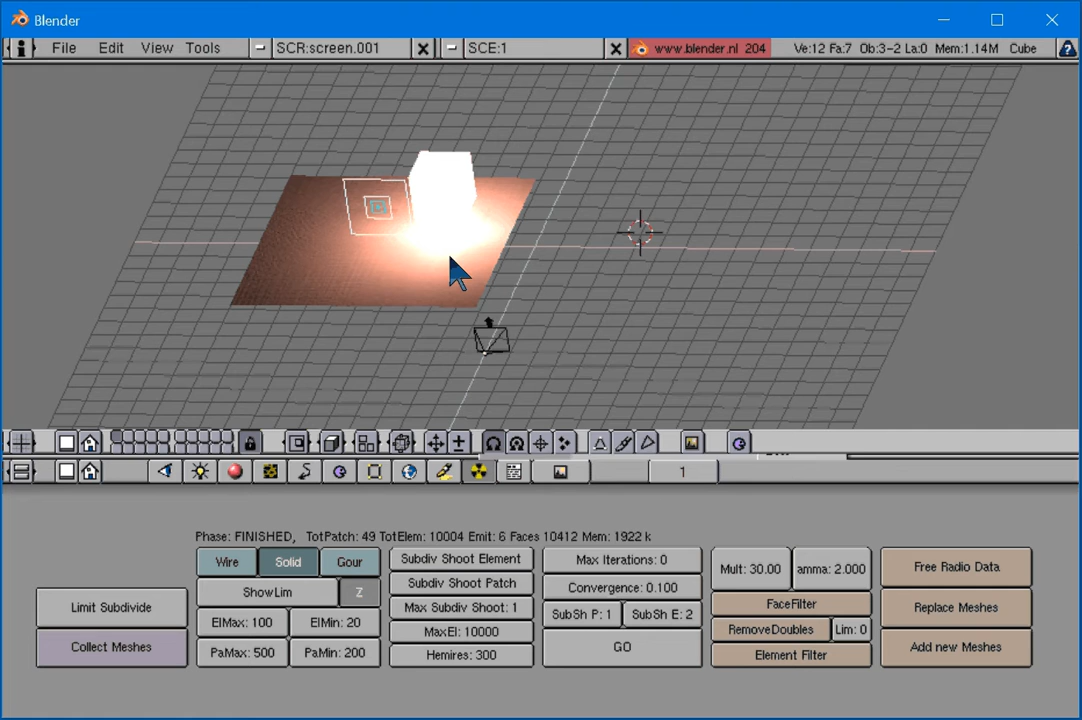 Blender
File Edit View Tools SCR:screen.001 SCE:1 www.blender.nl 204 Ve:12 Fa:7 Ob:3-2 La:0 Mem:1.14M Cube
1
Phase: FINISHED, TotPatch: 49 TotElem: 10004 Emit: 6 Faces 10412 Mem: 1922 k
Wire Solid Gour Subdiv Shoot Element Max Iterations: 0 Mult: 30.00 amma: 2.000 Free Radio Data
ShowLim Z Subdiv Shoot Patch Convergence: 0.100 FaceFilter
Limit Subdivide ElMax: 100 ElMin: 20 Max Subdiv Shoot: 1 SubSh P: 1 SubSh E: 2 RemoveDoubles Lim: 0 Replace Meshes
Collect Meshes PaMax: 500 PaMin: 200 MaxEl: 10000 GO Element Filter Add new Meshes
Hemires: 300